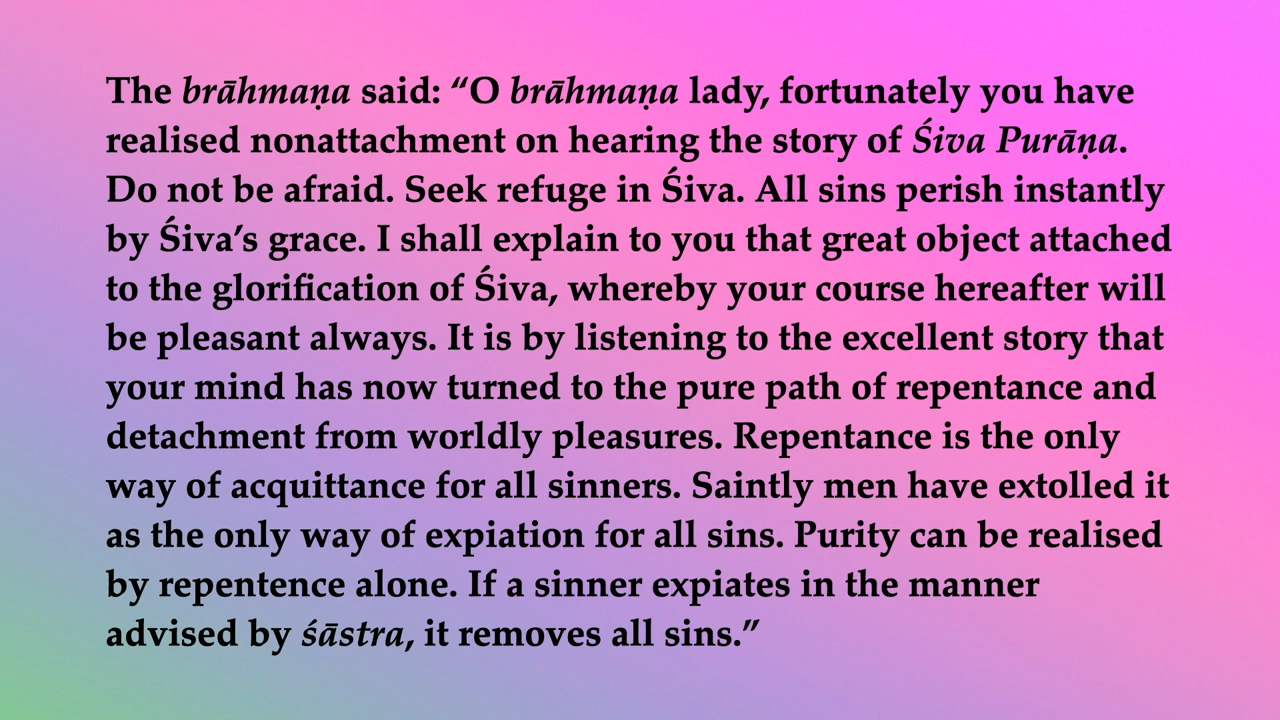 The brāhmaṇa said: “O brāhmaṇa lady, fortunately you have
realised nonattachment on hearing the story of Śiva Purāṇa.
Do not be afraid. Seek refuge in Śiva. All sins perish instantly
by Śiva’s grace. I shall explain to you that great object attached
to the glorification of Śiva, whereby your course hereafter will
be pleasant always. It is by listening to the excellent story that
your mind has now turned to the pure path of repentance and
detachment from worldly pleasures. Repentance is the only
way of acquittance for all sinners. Saintly men have extolled it
as the only way of expiation for all sins. Purity can be realised
by repentence alone. If a sinner expiates in the manner
advised by śāstra, it removes all sins.”